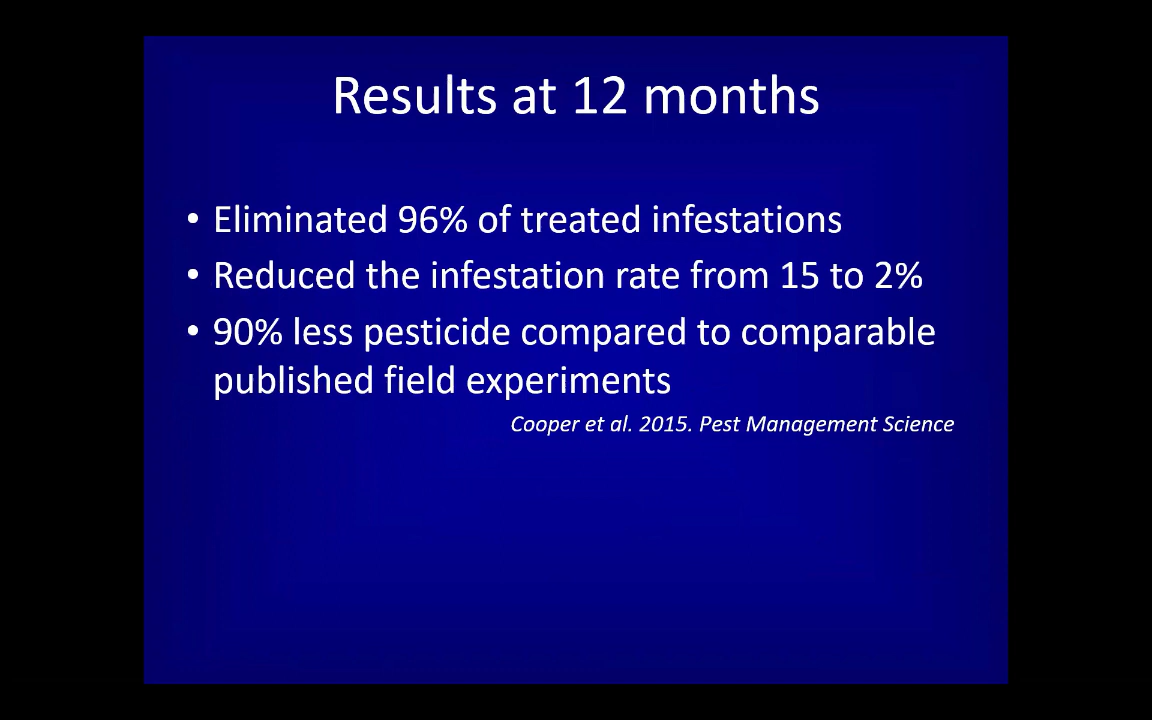 Results at 12 months
• Eliminated 96% of treated infestations
• Reduced the infestation rate from 15 to 2%
• 90% less pesticide compared to comparable
published field experiments
Cooper et al. 2015. Pest Management Science